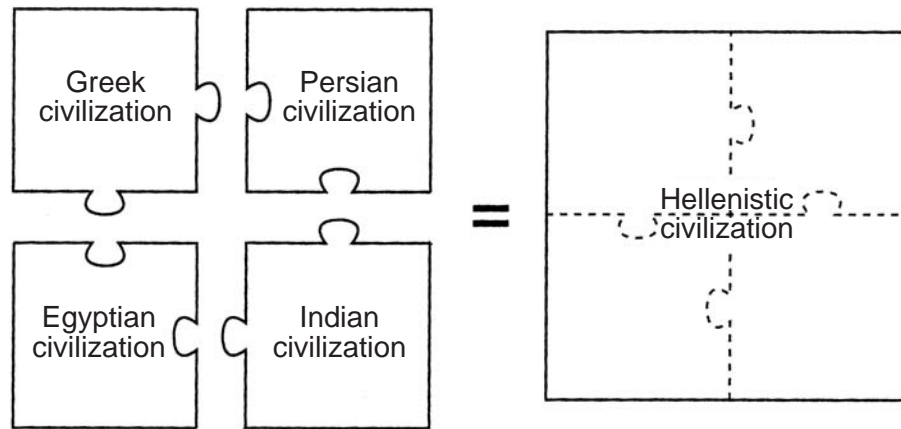 Greek
civilization
Persian
civilization
Egyptian
civilization
Indian
civilization
=
Hellenistic
civilization